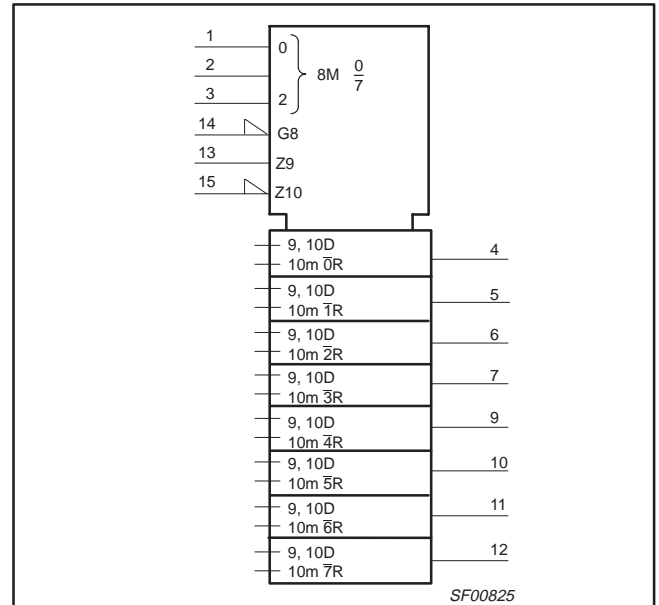 1
0
2
8M 0/7
3
2
14
G8
13
Z9
15
Z10
9, 10D
4
10m 0̅R
9, 10D
5
10m 1̅R
9, 10D
6
10m 2̅R
9, 10D
7
10m 3̅R
9, 10D
9
10m 4̅R
9, 10D
10
10m 5̅R
9, 10D
11
10m 6̅R
9, 10D
12
10m 7̅R
SF00825